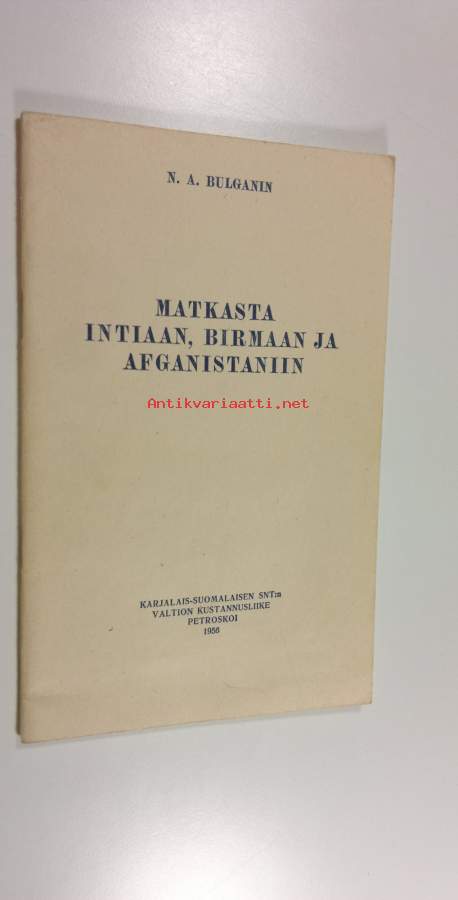 N. A. BULGANIN
MATKASTA
INTIAAN, BIRMAAN JA
AFGANISTANIIN
Antikvariaatti.net
KARJALAIS-SUOMALAISEN SNT:n
VALTION KUSTANNUSLIIKE
PETROSKOI
1956